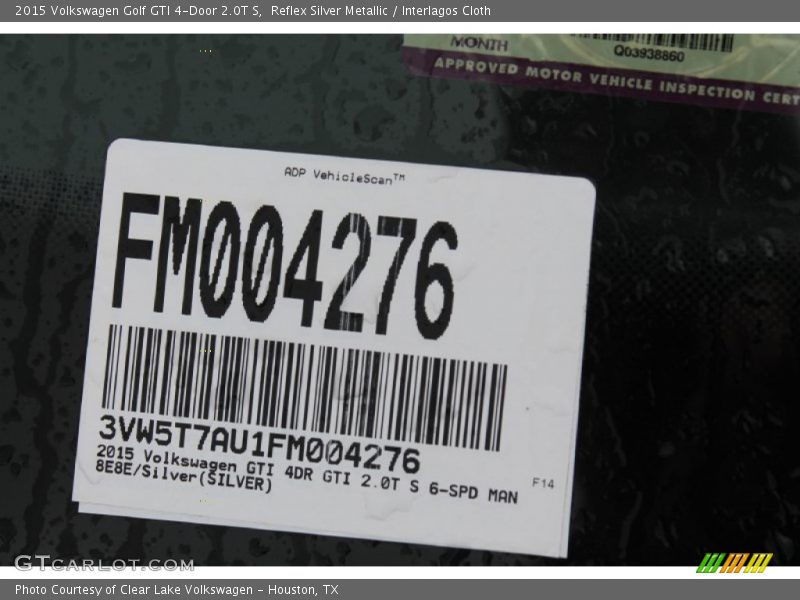 2015 Volkswagen Golf GTI 4-Door 2.0T S,  Reflex Silver Metallic / Interlagos Cloth
MONTH
Q03938860
APPROVED MOTOR VEHICLE INSPECTION CERT
ADP VehicleScan™
FM004276
3VW5T7AU1FM004276
2015 Volkswagen GTI 4DR GTI 2.0T S 6-SPD MAN
8E8E/Silver(SILVER)
F14
GTCARLOT.COM
Photo Courtesy of Clear Lake Volkswagen - Houston, TX